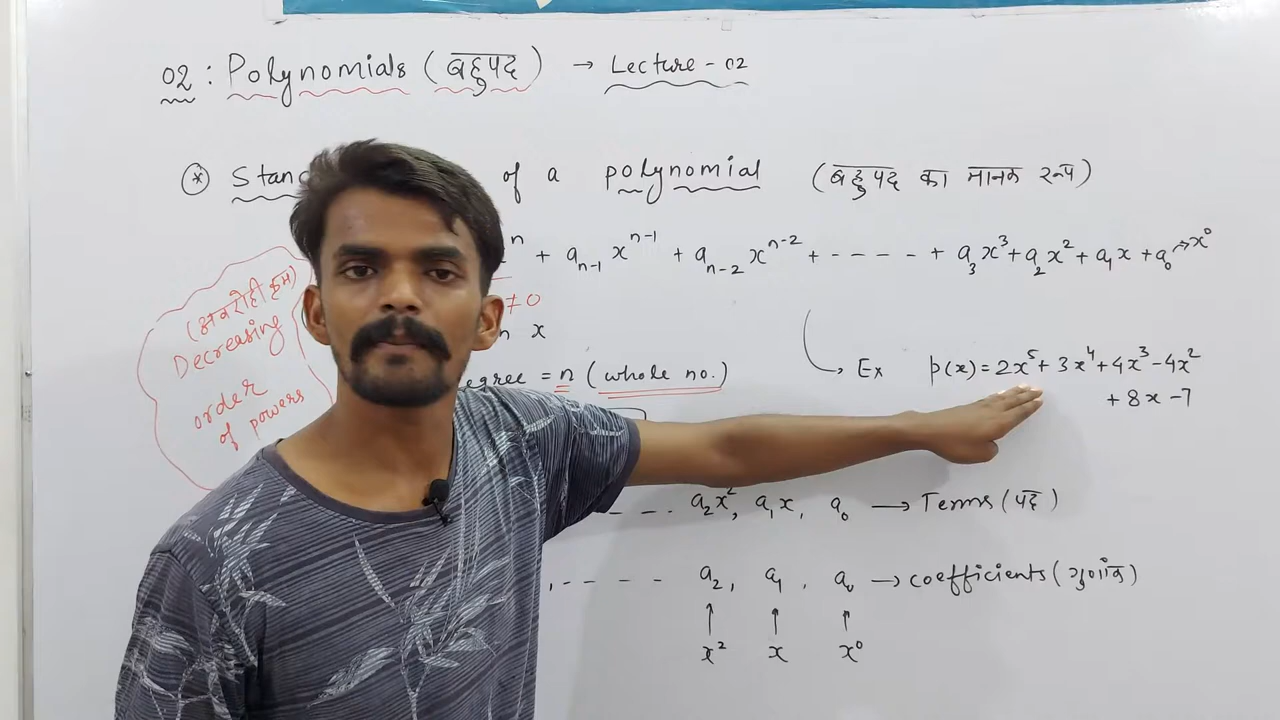 02 : Polynomials (बहुपद) → Lecture - 02
* Stan of a polynomial (बहुपद का मानक रूप)
n + aₙ₋₁ xⁿ⁻¹ + aₙ₋₂ xⁿ⁻² + - - - - + a₃x³ + a₂x² + a₁x + a₀ → x⁰
≠ 0
n x
(अवरोही क्रम)
Decreasing
order
of powers
Ex p(x) = 2x⁵ + 3x⁴ + 4x³ - 4x²
+ 8x - 7
egree = n (whole no.)
- - - . a₂x², a₁x, a₀ → Terms (पद)
, - - - - - a₂, a₁, a₀ → coefficients (गुणांक)
↑ ↑ ↑
x² x x⁰